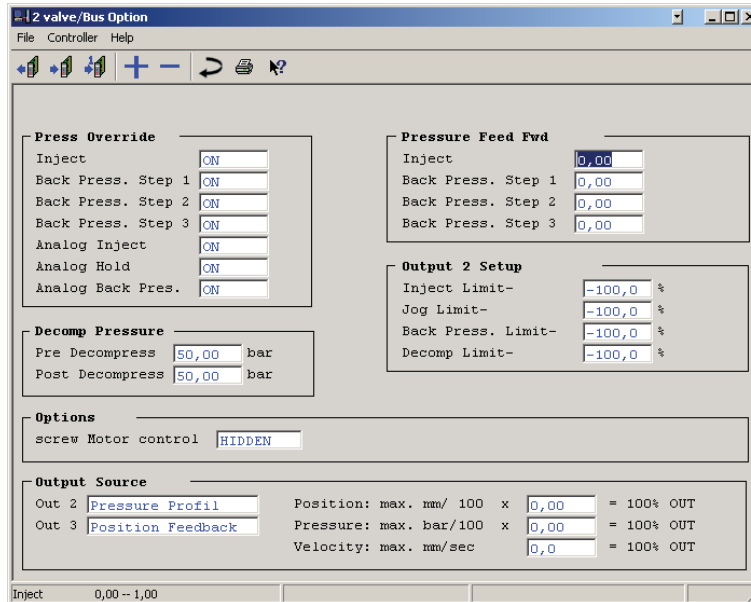 2 valve/Bus Option
File Controller Help
Press Override
Inject ON
Back Press. Step 1 ON
Back Press. Step 2 ON
Back Press. Step 3 ON
Analog Inject ON
Analog Hold ON
Analog Back Pres. ON
Pressure Feed Fwd
Inject 0,00
Back Press. Step 1 0,00
Back Press. Step 2 0,00
Back Press. Step 3 0,00
Output 2 Setup
Inject Limit- -100,0 %
Jog Limit- -100,0 %
Back Press. Limit- -100,0 %
Decomp Limit- -100,0 %
Decomp Pressure
Pre Decompress 50,00 bar
Post Decompress 50,00 bar
Options
screw Motor control HIDDEN
Output Source
Out 2 Pressure Profil Position: max. mm/ 100 x 0,00 = 100% OUT
Out 3 Position Feedback Pressure: max. bar/100 x 0,00 = 100% OUT
Velocity: max. mm/sec 0,0 = 100% OUT
Inject 0,00 -- 1,00